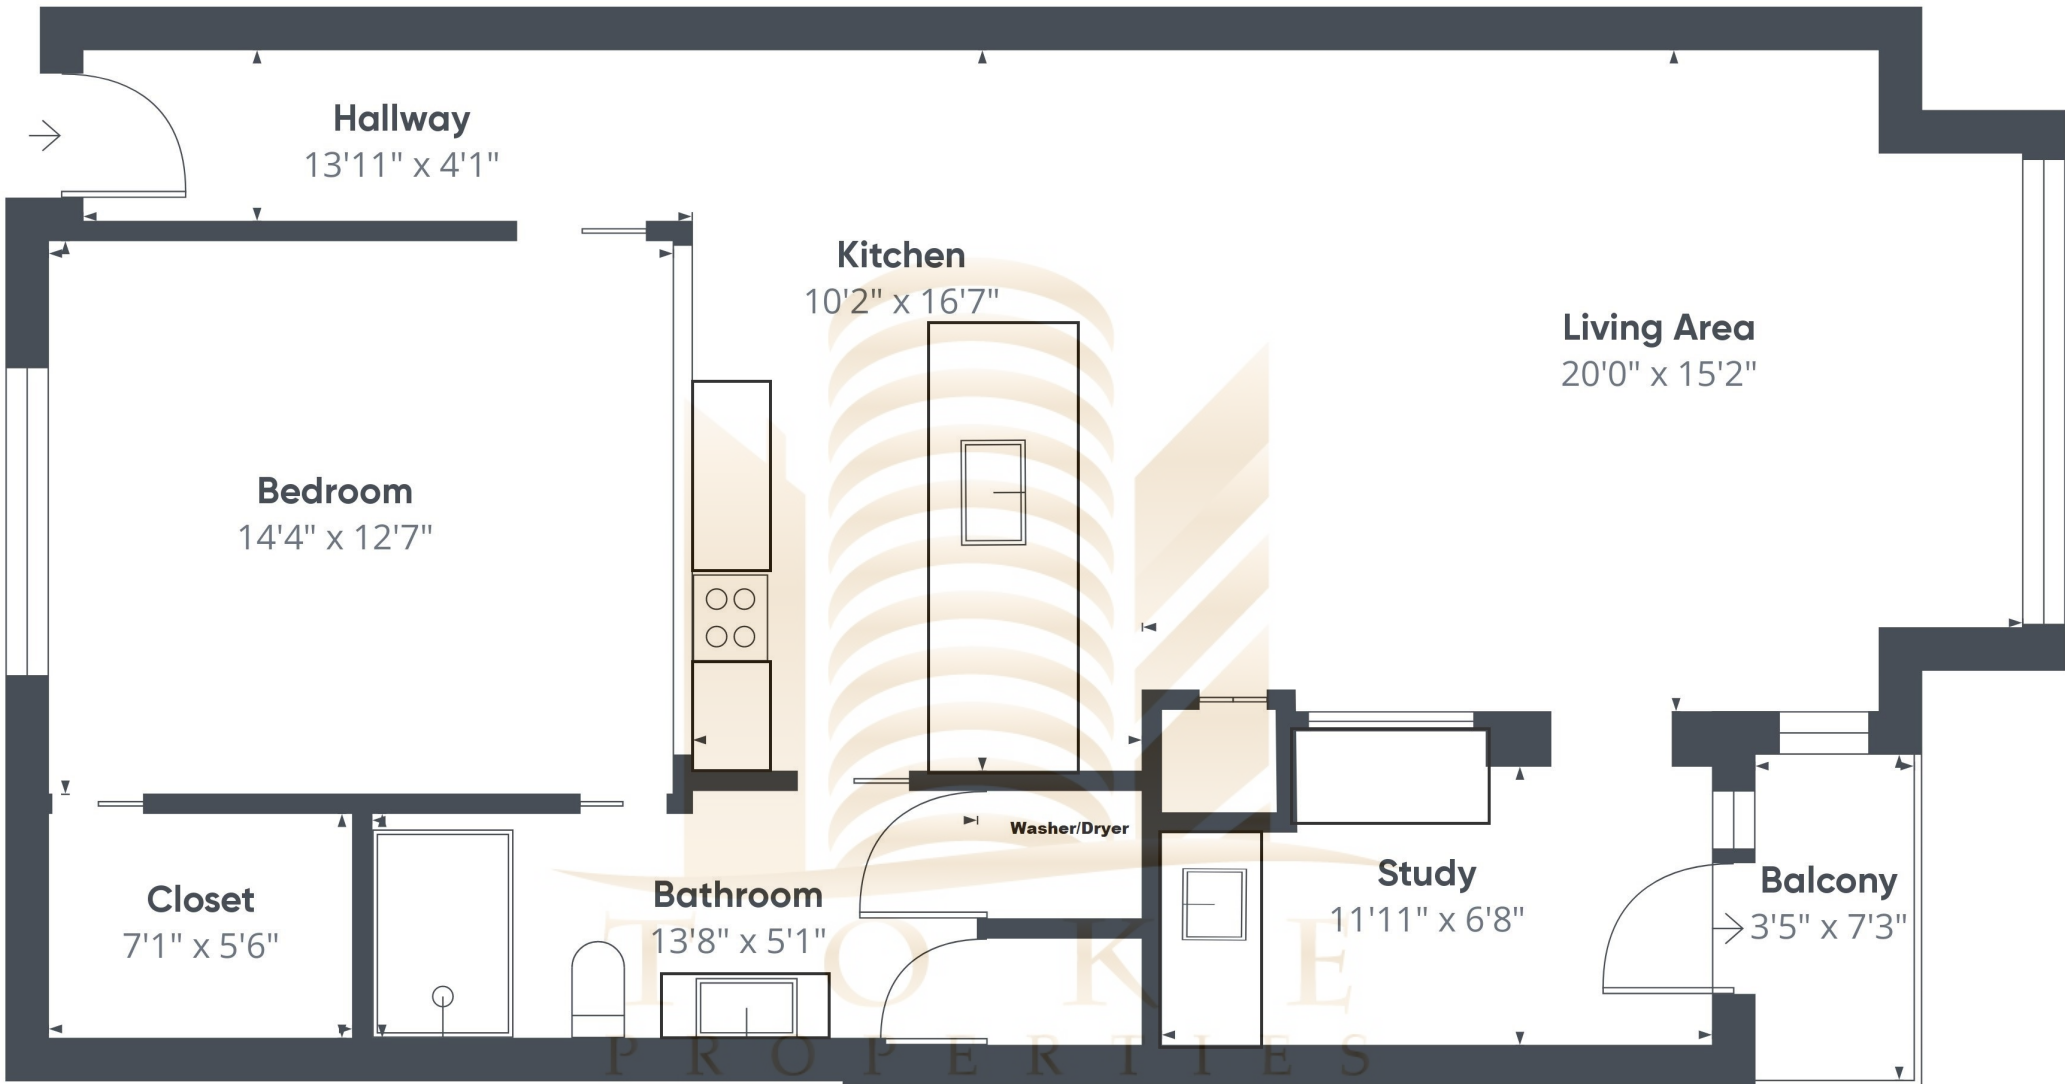 Hallway
13'11" x 4'1"
Kitchen
10'2" x 16'7"
Living Area
20'0" x 15'2"
Bedroom
14'4" x 12'7"
Washer/Dryer
Closet
7'1" x 5'6"
Bathroom
13'8" x 5'1"
Study
11'11" x 6'8"
Balcony
3'5" x 7'3"
TOKE
PROPERTIES